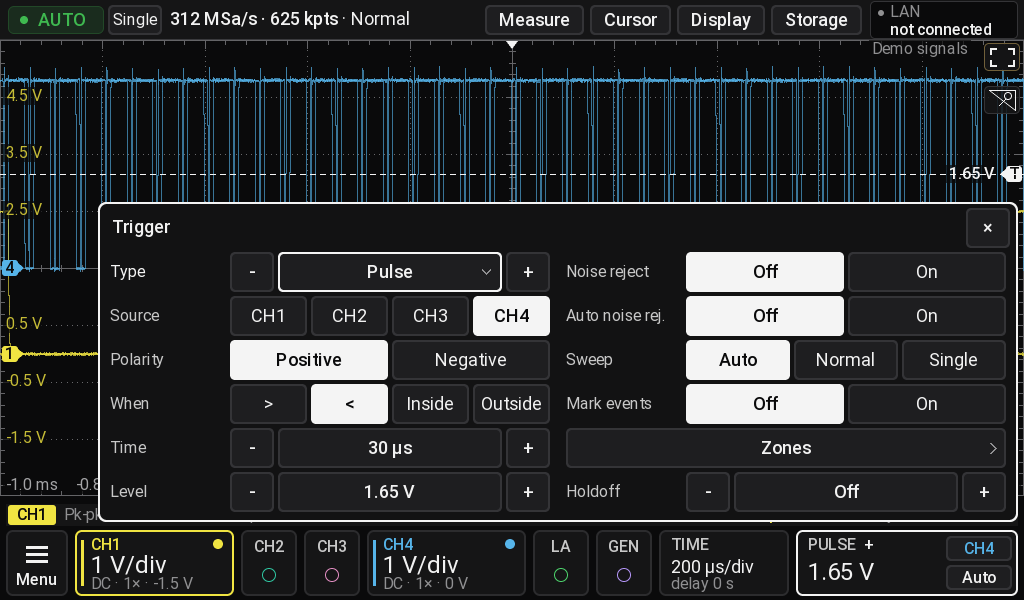 AUTO Single 312 MSa/s · 625 kpts · Normal Measure Cursor Display Storage LAN
not connected
Demo signals
4.5 V
3.5 V
1.65 V T
2.5 V
Trigger ×
Type - Pulse + Noise reject Off On
4
Source CH1 CH2 CH3 CH4 Auto noise rej. Off On
0.5 V
1
Polarity Positive Negative Sweep Auto Normal Single
-0.5 V
When > < Inside Outside Mark events Off On
-1.5 V
Time - 30 µs + Zones
-1.0 ms -0.8
Level - 1.65 V + Holdoff - Off +
CH1 Pk-pk
Menu
CH1
1 V/div
DC · 1× · -1.5 V
CH2
CH3
CH4
1 V/div
DC · 1× · 0 V
LA
GEN
TIME
200 µs/div
delay 0 s
PULSE + CH4
1.65 V Auto